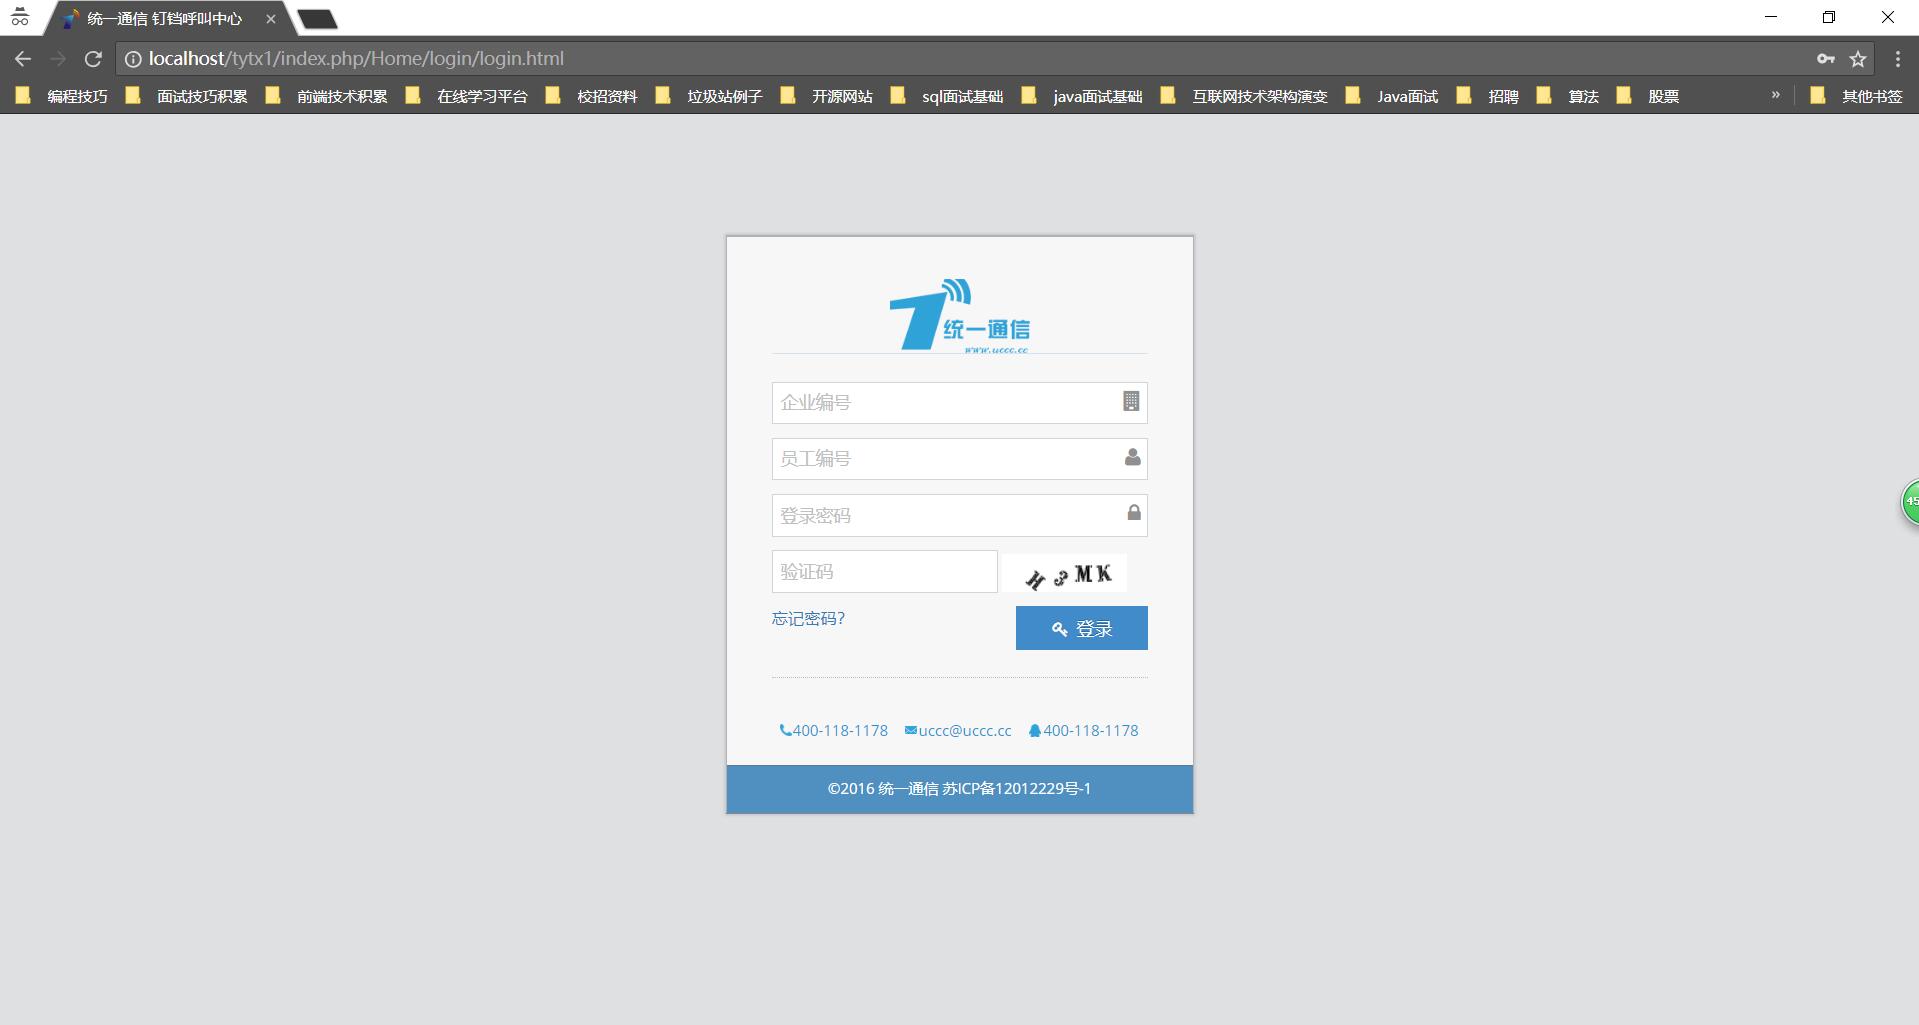 统一通信 钉铛呼叫中心
localhost/tytx1/index.php/Home/login/login.html
编程技巧 面试技巧积累 前端技术积累 在线学习平台 校招资料 垃圾站例子 开源网站 sql面试基础 java面试基础 互联网技术架构演变 Java面试 招聘 算法 股票 » 其他书签
统一通信
www.uccc.cc
企业编号
员工编号
45
登录密码
验证码
H3MK
忘记密码?
登录
400-118-1178 uccc@uccc.cc 400-118-1178
©2016 统一通信 苏ICP备12012229号-1